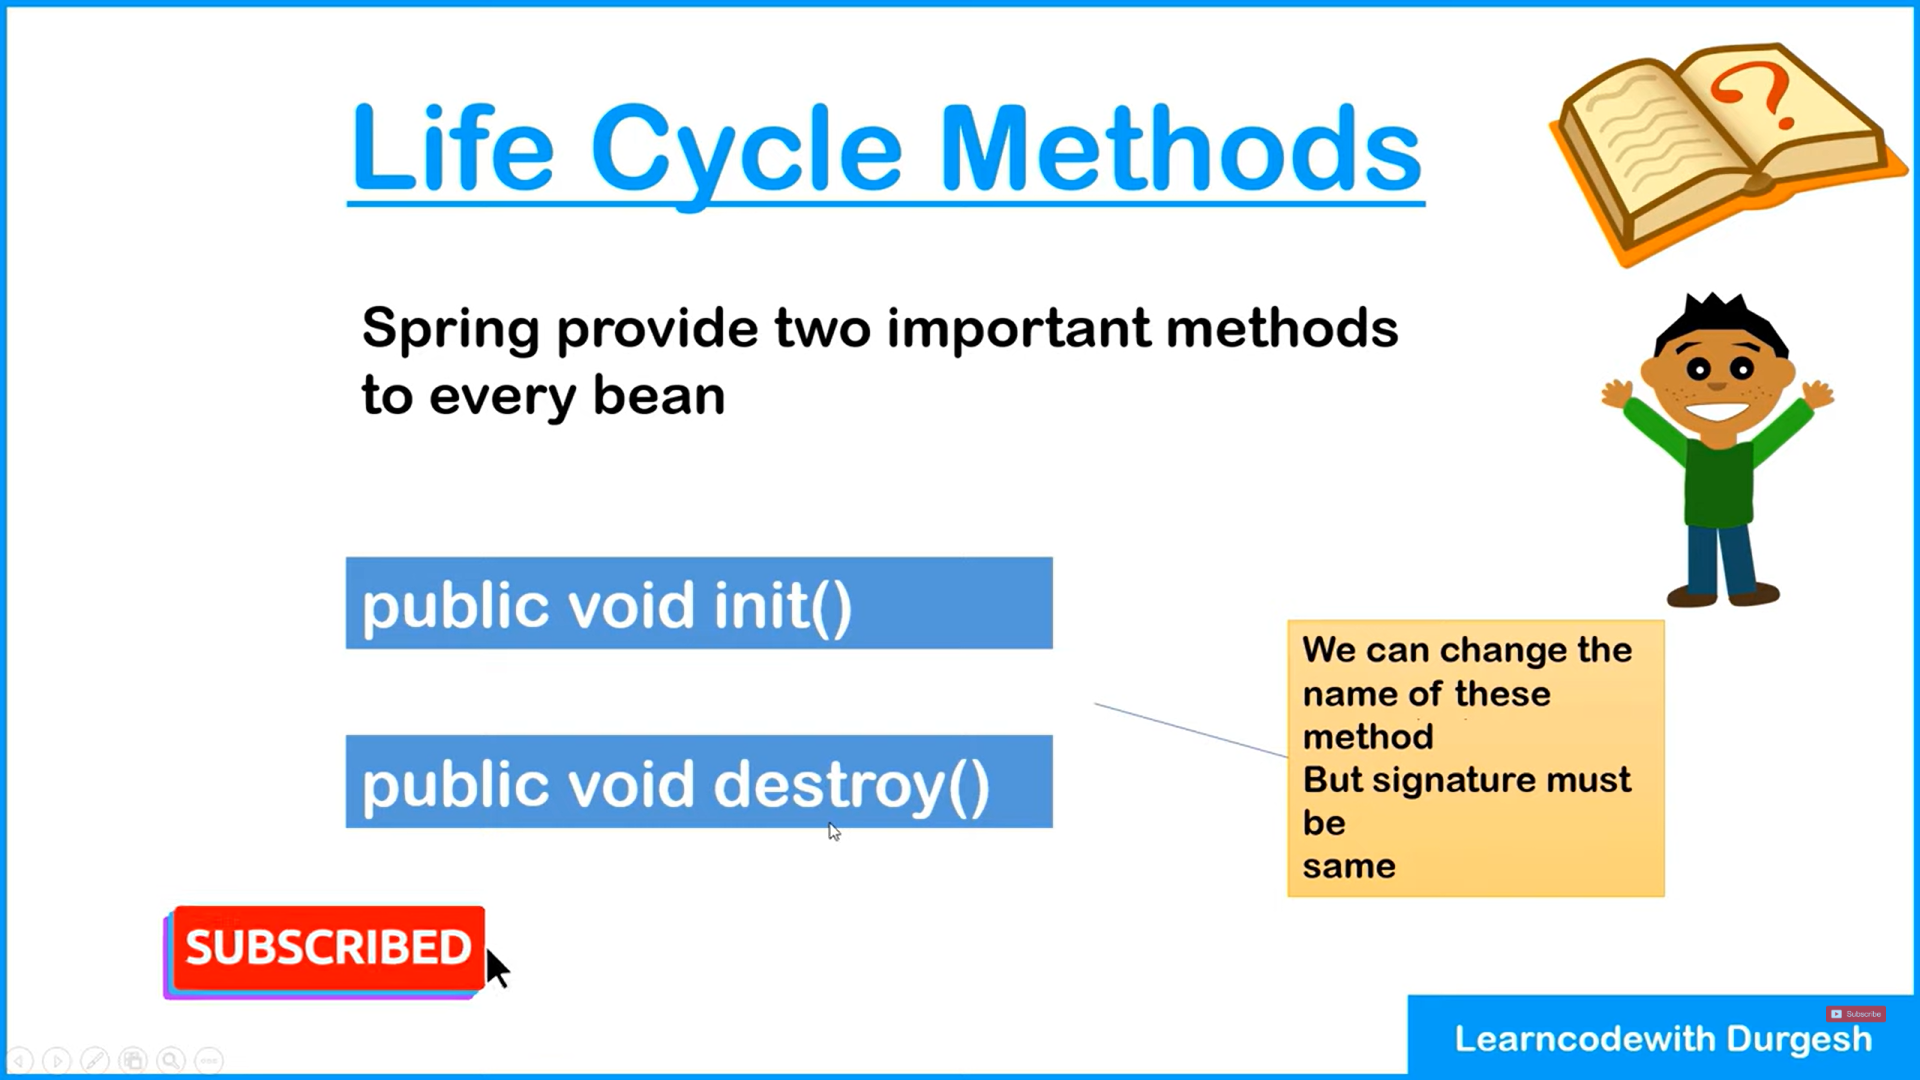 Life Cycle Methods
Spring provide two important methods
to every bean
public void init()
public void destroy()
We can change the
name of these
method
But signature must
be
same
SUBSCRIBED
Subscribe
Learncodewith Durgesh